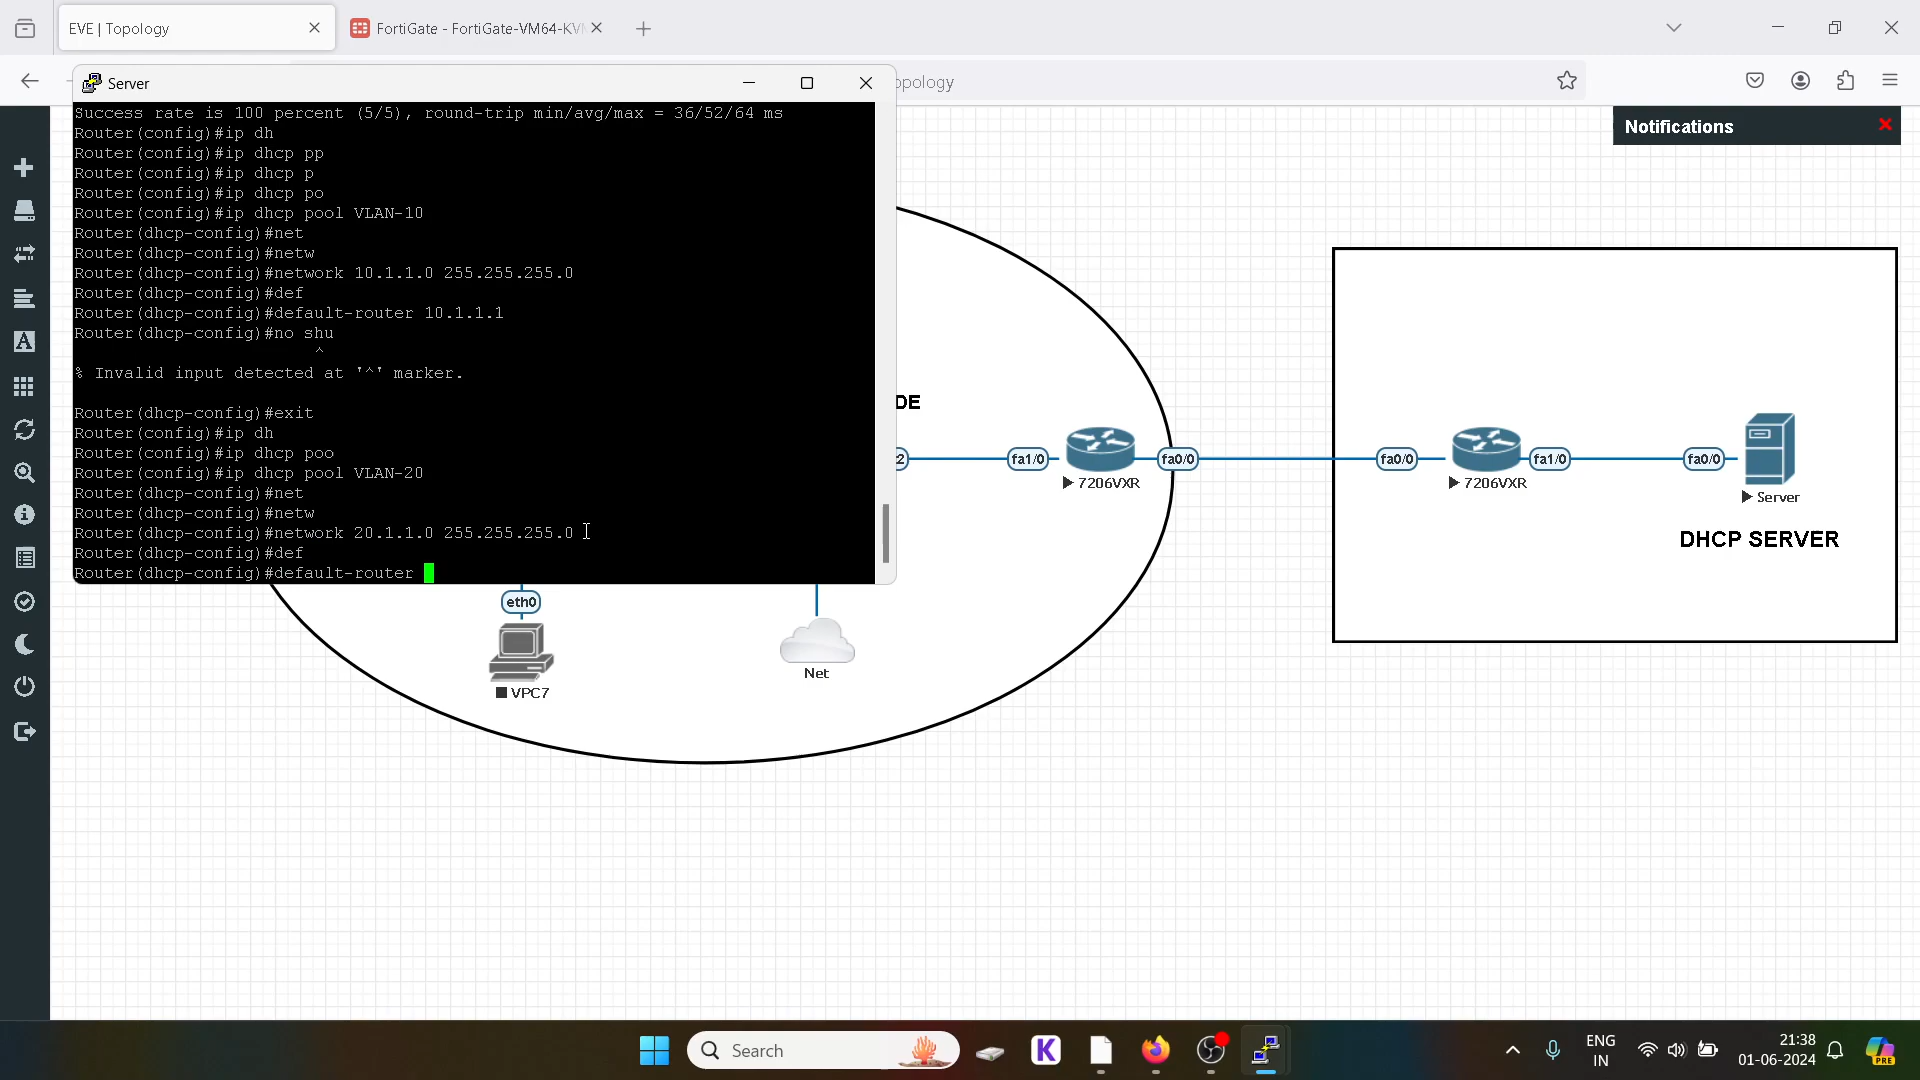 EVE | Topology
FortiGate - FortiGate-VM64-KV
Server
opology
Notifications
Success rate is 100 percent (5/5), round-trip min/avg/max = 36/52/64 ms
Router(config)#ip dh
Router(config)#ip dhcp pp
Router(config)#ip dhcp p
Router(config)#ip dhcp po
Router(config)#ip dhcp pool VLAN-10
Router(dhcp-config)#net
Router(dhcp-config)#netw
Router(dhcp-config)#network 10.1.1.0 255.255.255.0
Router(dhcp-config)#def
Router(dhcp-config)#default-router 10.1.1.1
Router(dhcp-config)#no shu
^
% Invalid input detected at '^' marker.
Router(dhcp-config)#exit
Router(config)#ip dh
Router(config)#ip dhcp poo
Router(config)#ip dhcp pool VLAN-20
Router(dhcp-config)#net
Router(dhcp-config)#netw
Router(dhcp-config)#network 20.1.1.0 255.255.255.0
Router(dhcp-config)#def
Router(dhcp-config)#default-router
DE
2
fa1/0
fa0/0
fa0/0
fa1/0
fa0/0
7206VXR
7206VXR
Server
DHCP SERVER
eth0
VPC7
Net
Search
ENG
IN
21:38
01-06-2024
PRE